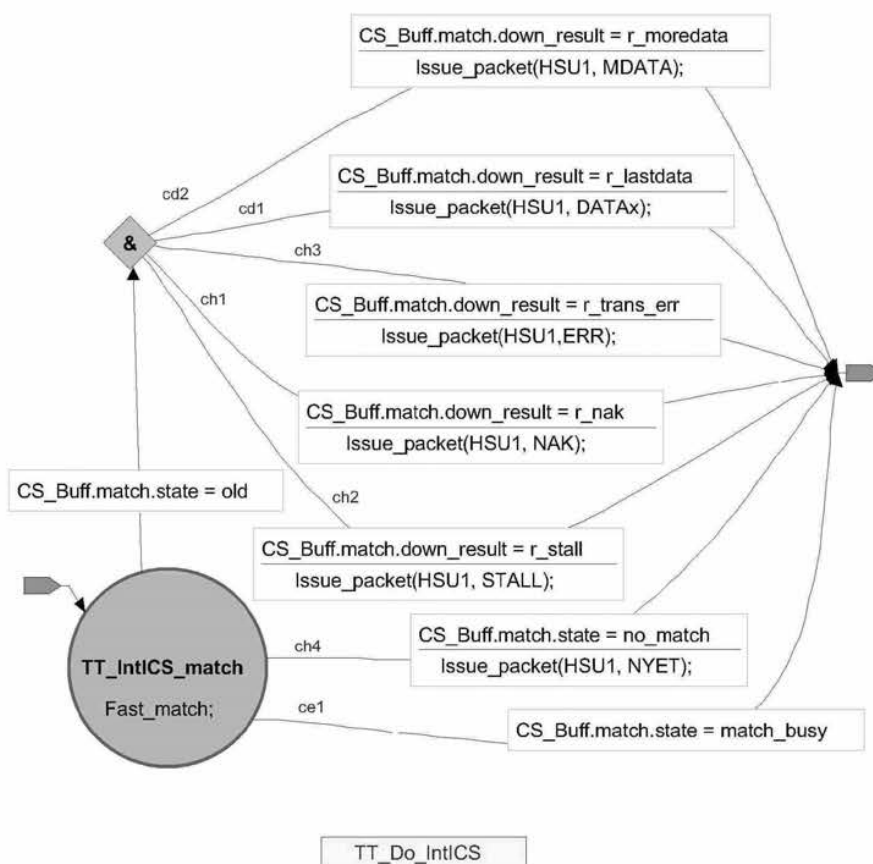 CS_Buff.match.down_result = r_moredata
Issue_packet(HSU1, MDATA);
cd2
CS_Buff.match.down_result = r_lastdata
cd1
Issue_packet(HSU1, DATAx);
&
ch3
ch1
CS_Buff.match.down_result = r_trans_err
Issue_packet(HSU1,ERR);
CS_Buff.match.down_result = r_nak
Issue_packet(HSU1, NAK);
CS_Buff.match.state = old
ch2
CS_Buff.match.down_result = r_stall
Issue_packet(HSU1, STALL);
CS_Buff.match.state = no_match
ch4
Issue_packet(HSU1, NYET);
TT_IntICS_match
Fast_match;
ce1
CS_Buff.match.state = match_busy
TT_Do_IntICS